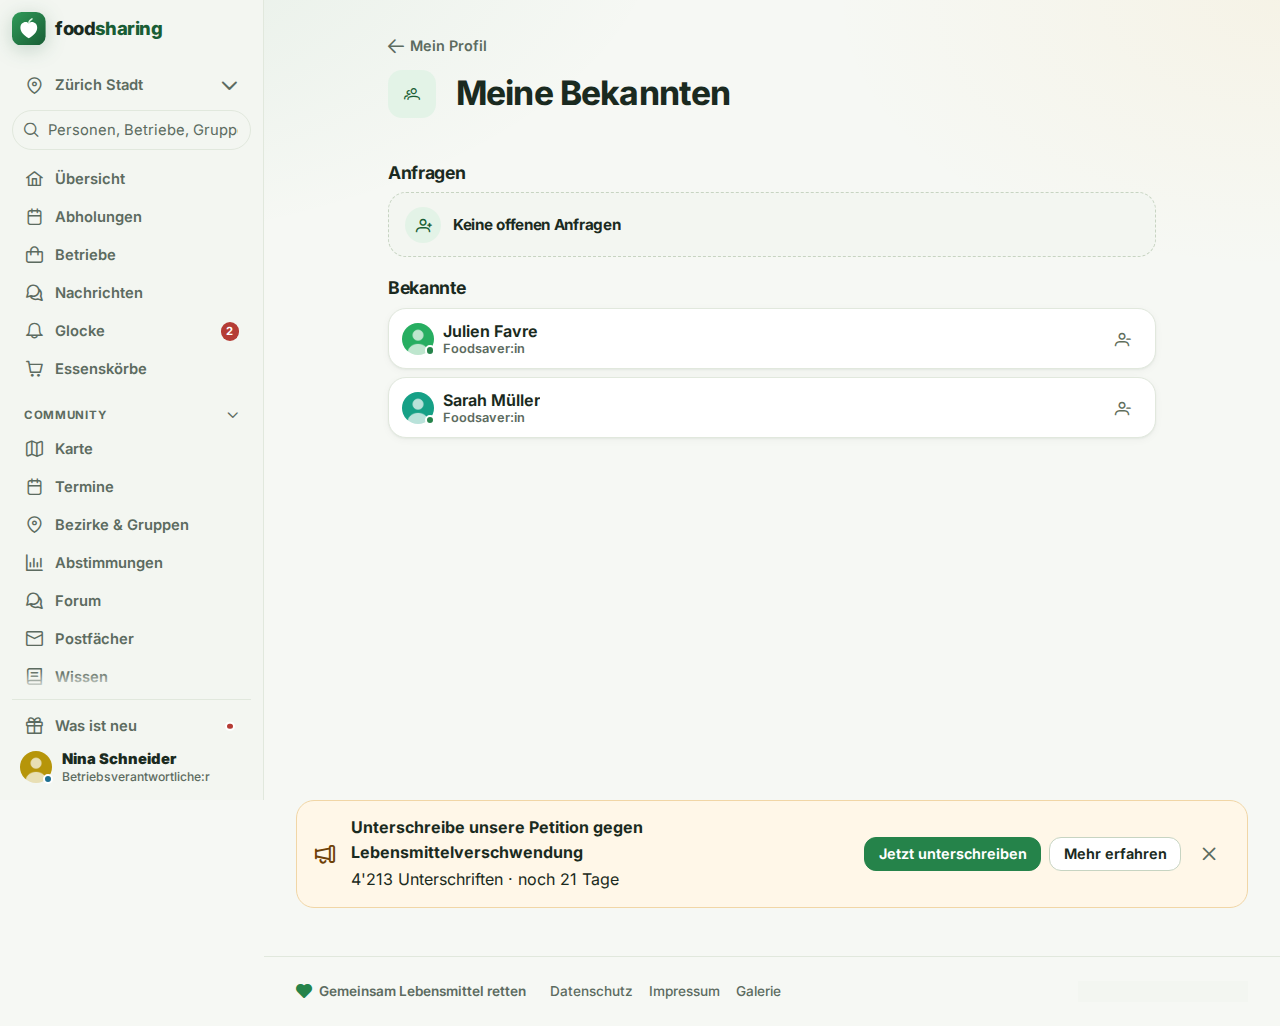 foodsharing
Zürich Stadt
Personen, Betriebe, Grupp
Übersicht
Abholungen
Betriebe
Nachrichten
Glocke 2
Essenskörbe
COMMUNITY
Karte
Termine
Bezirke & Gruppen
Abstimmungen
Forum
Postfächer
Wissen
Was ist neu
Nina Schneider
Betriebsverantwortliche:r
Mein Profil
Meine Bekannten
Anfragen
Keine offenen Anfragen
Bekannte
Julien Favre
Foodsaver:in
Sarah Müller
Foodsaver:in
Unterschreibe unsere Petition gegen
Lebensmittelverschwendung
4'213 Unterschriften · noch 21 Tage
Jetzt unterschreiben
Mehr erfahren
Gemeinsam Lebensmittel retten Datenschutz Impressum Galerie